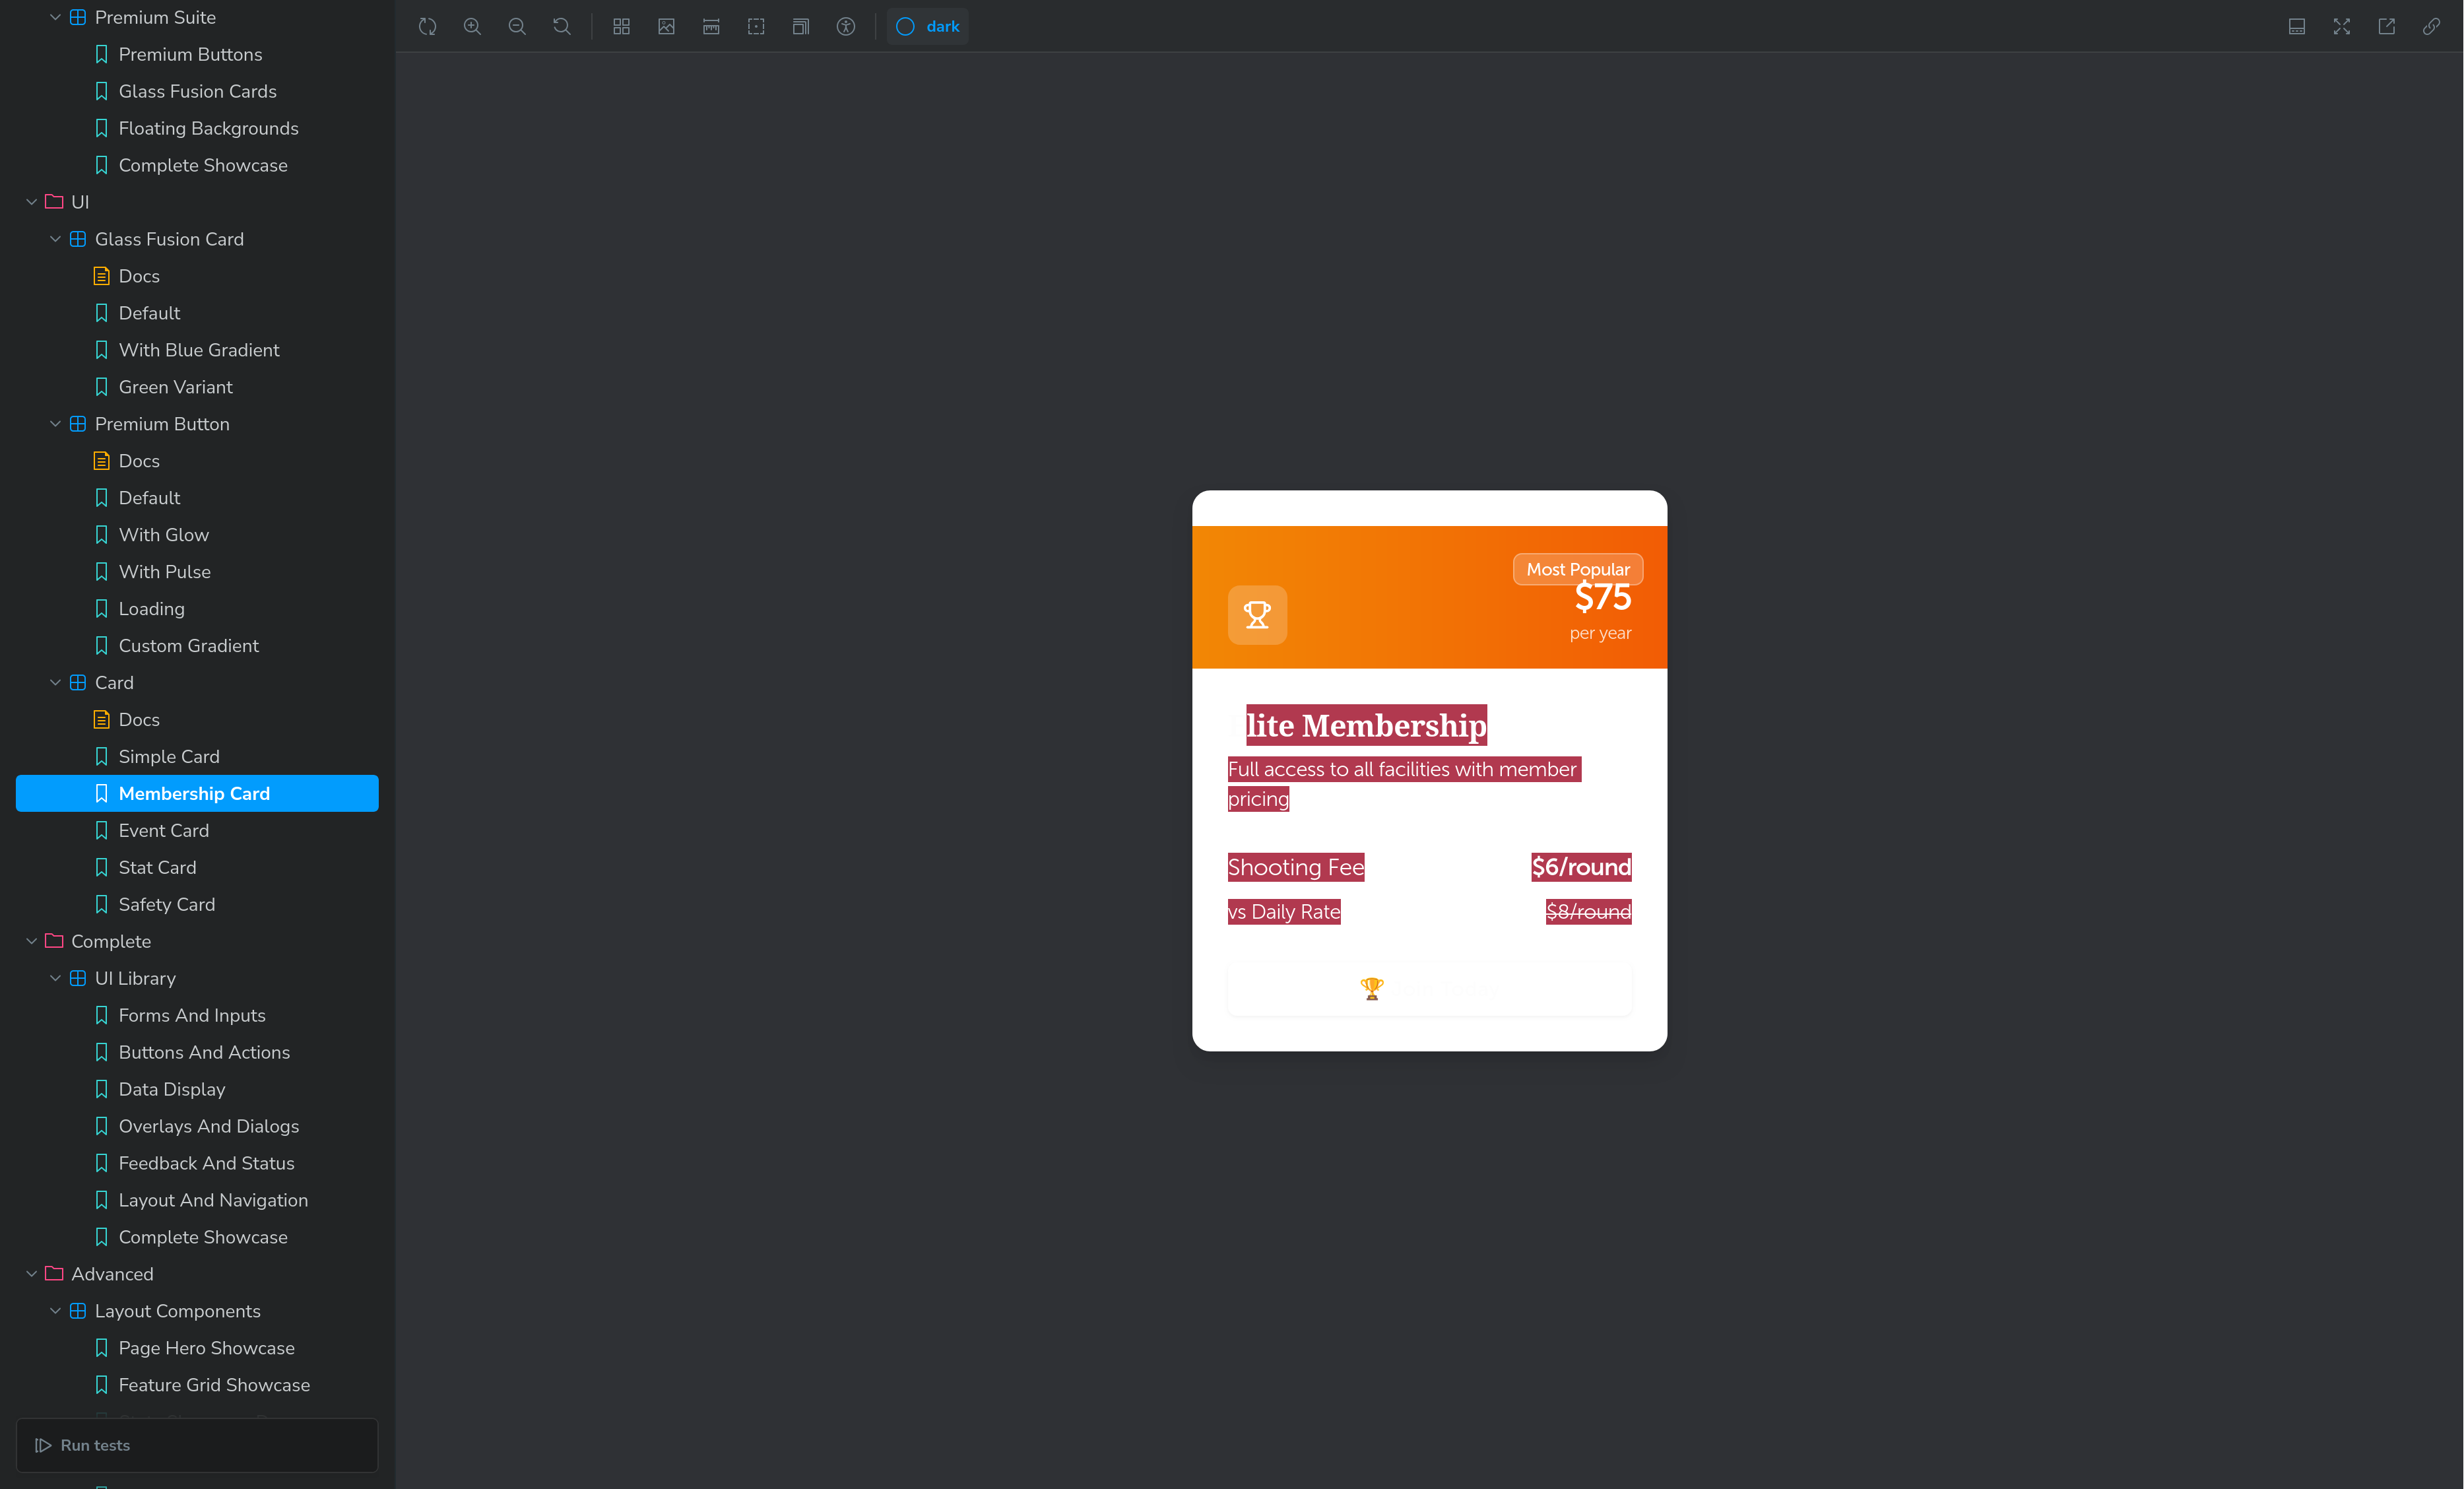 Premium Suite
Premium Buttons
Glass Fusion Cards
Floating Backgrounds
Complete Showcase
UI
Glass Fusion Card
Docs
Default
With Blue Gradient
Green Variant
Premium Button
Docs
Default
With Glow
With Pulse
Loading
Custom Gradient
Card
Docs
Simple Card
Membership Card
Event Card
Stat Card
Safety Card
Complete
UI Library
Forms And Inputs
Buttons And Actions
Data Display
Overlays And Dialogs
Feedback And Status
Layout And Navigation
Complete Showcase
Advanced
Layout Components
Page Hero Showcase
Feature Grid Showcase
Run tests
dark
Most Popular
$75
per year
lite Membership
Full access to all facilities with member
pricing
Shooting Fee $6/round
vs Daily Rate $8/round